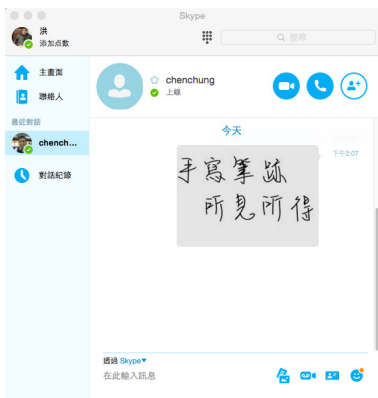 Skype
洪
添加点数
搜尋
主畫面
聯絡人
最近對話
chench...
對話紀錄
chenchung
上線
今天
下午2:07
手寫筆跡
所見所得
透過 Skype▾
在此輸入訊息